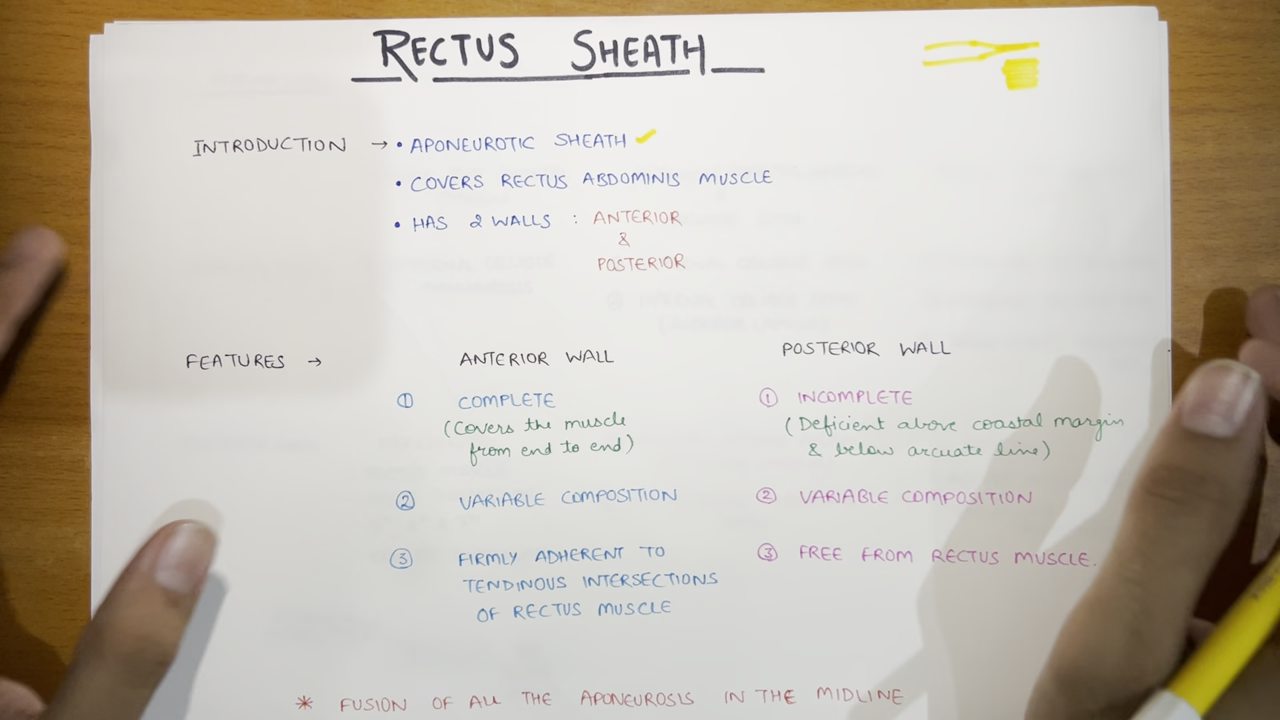 RECTUS SHEATH
INTRODUCTION → • APONEUROTIC SHEATH
• COVERS RECTUS ABDOMINIS MUSCLE
• HAS 2 WALLS : ANTERIOR
&
POSTERIOR
FEATURES → ANTERIOR WALL
① COMPLETE
(Covers the muscle
from end to end)
② VARIABLE COMPOSITION
③ FIRMLY ADHERENT TO
TENDINOUS INTERSECTIONS
OF RECTUS MUSCLE
POSTERIOR WALL
① INCOMPLETE
(Deficient above coastal margin
& below arcuate line)
② VARIABLE COMPOSITION
③ FREE FROM RECTUS MUSCLE.
* FUSION OF ALL THE APONEUROSIS IN THE MIDLINE